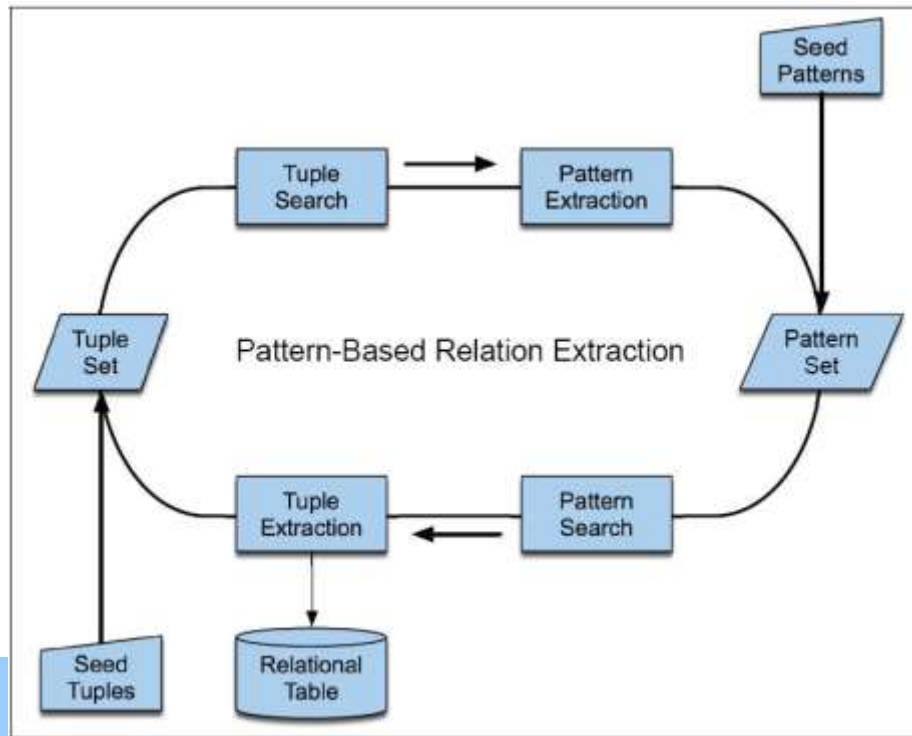 Seed
Patterns
Tuple
Search
Pattern
Extraction
Tuple
Set
Pattern-Based Relation Extraction
Pattern
Set
Tuple
Extraction
Pattern
Search
Seed
Tuples
Relational
Table